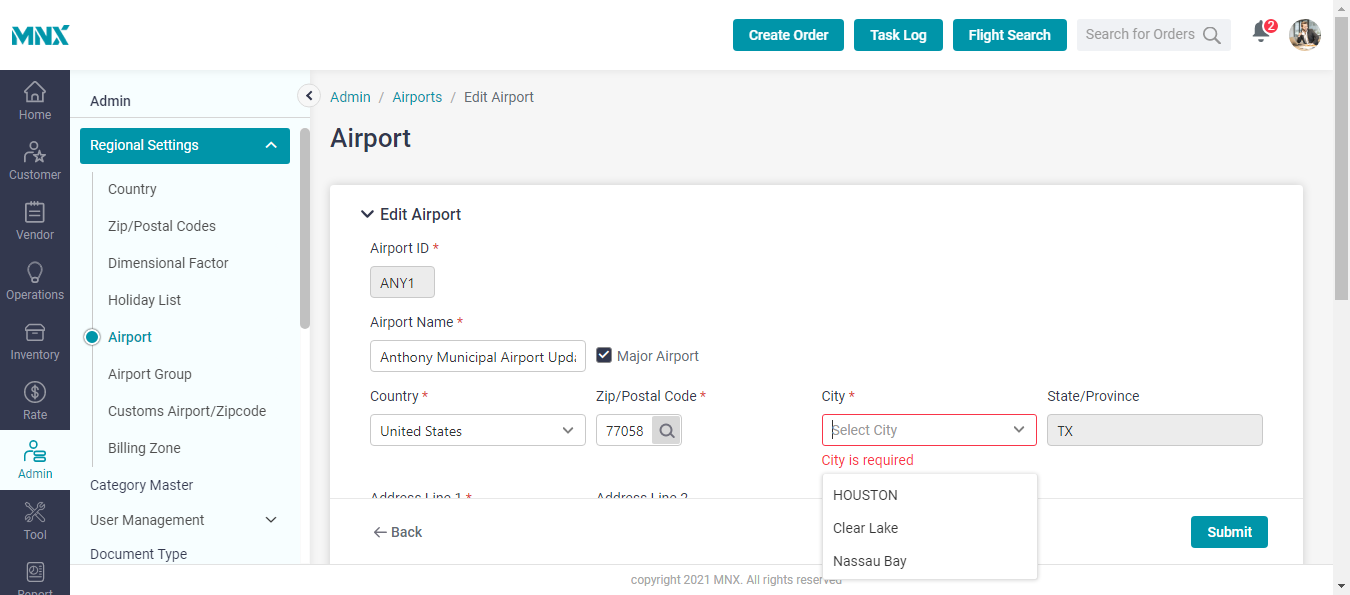 MNX
Create Order
Task Log
Flight Search
Search for Orders
2
Home
Customer
Vendor
Operations
Inventory
Rate
Admin
Tool
Report
Admin
Regional Settings
Country
Zip/Postal Codes
Dimensional Factor
Holiday List
Airport
Airport Group
Customs Airport/Zipcode
Billing Zone
Category Master
User Management
Document Type
Admin / Airports / Edit Airport
Airport
Edit Airport
Airport ID *
ANY1
Airport Name *
Anthony Municipal Airport Upda
Major Airport
Country *
Zip/Postal Code *
City *
State/Province
United States
77058
Select City
TX
City is required
Address Line 1 *
Address Line 2
HOUSTON
Clear Lake
Nassau Bay
Back
Submit
copyright 2021 MNX. All rights reserved